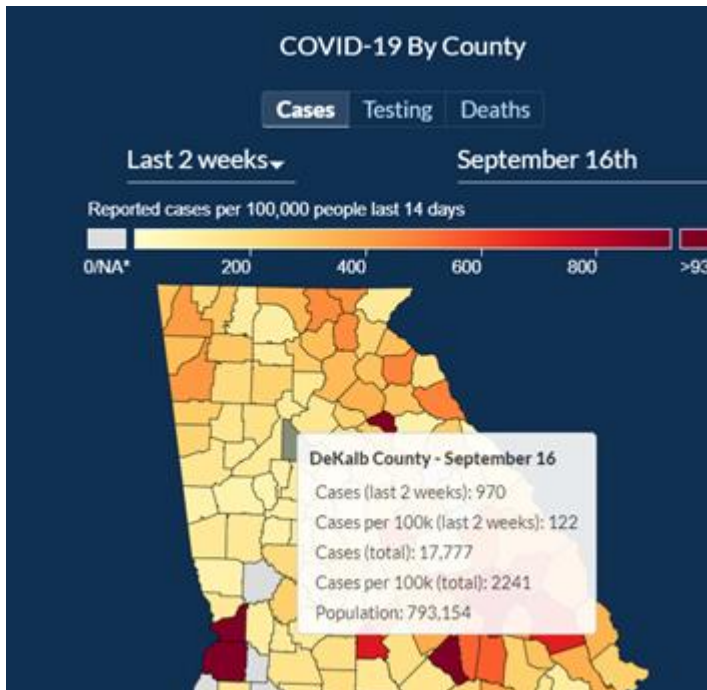 COVID-19 By County
Cases Testing Deaths
Last 2 weeks September 16th
Reported cases per 100,000 people last 14 days
0/NA* 200 400 600 800 >93
DeKalb County - September 16
Cases (last 2 weeks): 970
Cases per 100k (last 2 weeks): 122
Cases (total): 17,777
Cases per 100k (total): 2241
Population: 793,154